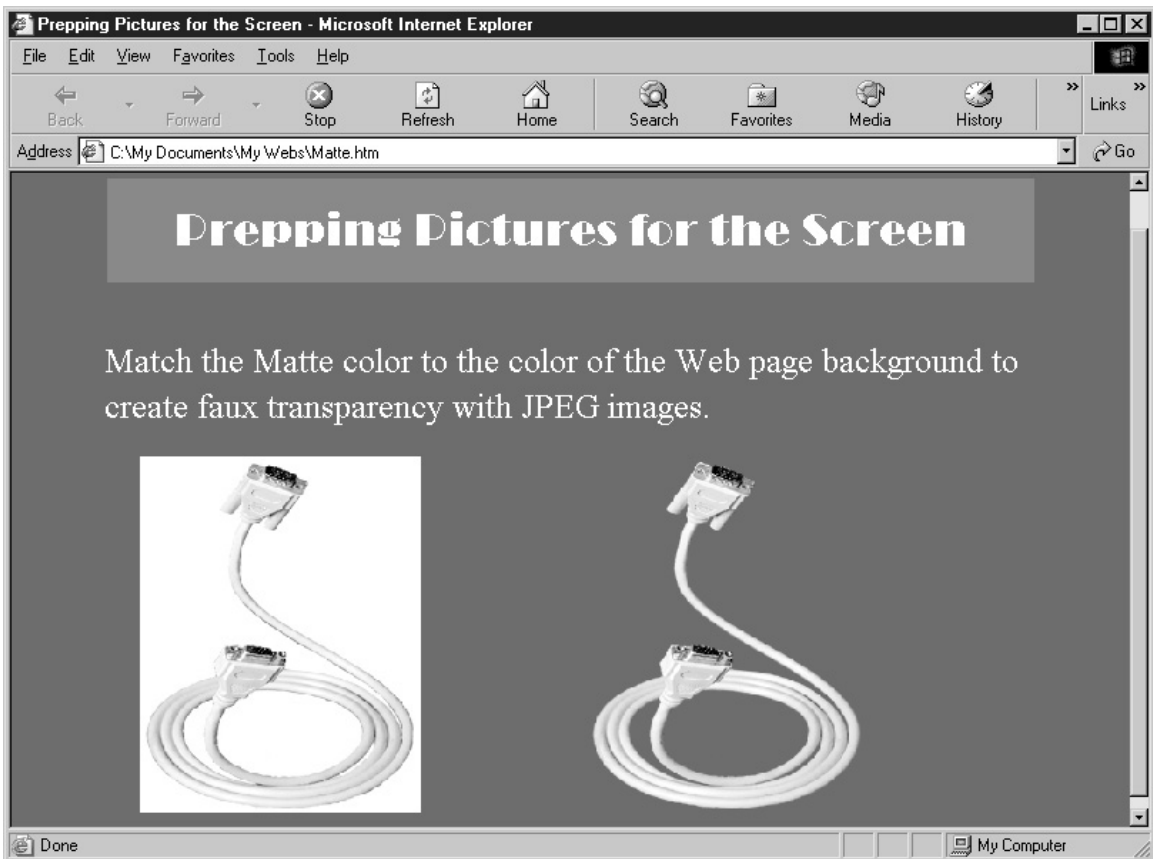 Prepping Pictures for the Screen - Microsoft Internet Explorer
File Edit View Favorites Tools Help
Back Forward Stop Refresh Home Search Favorites Media History » Links »
Address C:\My Documents\My Webs\Matte.htm Go
Prepping Pictures for the Screen
Match the Matte color to the color of the Web page background to
create faux transparency with JPEG images.
Done My Computer